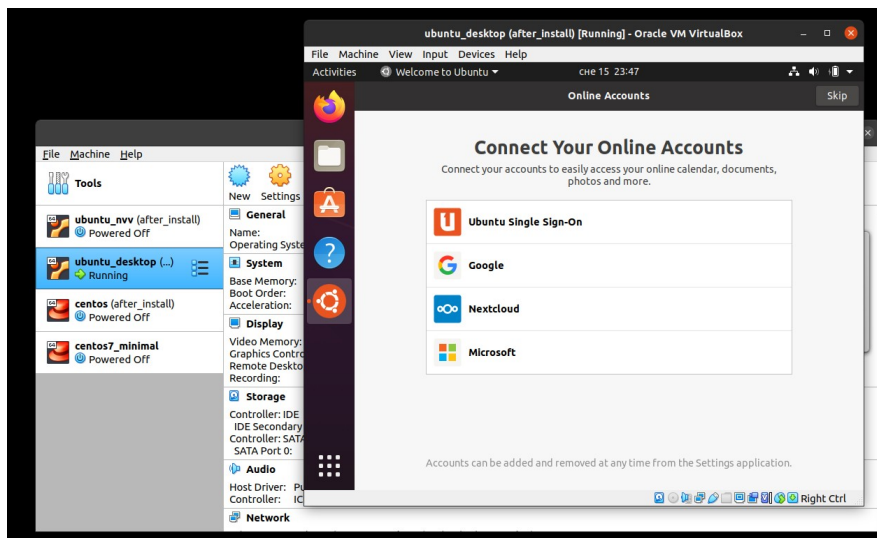 ubuntu_desktop (after_install) [Running] - Oracle VM VirtualBox
File Machine View Input Devices Help
Activities Welcome to Ubuntu сне 15 23:47
Online Accounts Skip
Connect Your Online Accounts
Connect your accounts to easily access your online calendar, documents,
photos and more.
Ubuntu Single Sign-On
Google
Nextcloud
Microsoft
Accounts can be added and removed at any time from the Settings application.
Right Ctrl
File Machine Help
Tools
New Settings
64 ubuntu_nvv (after_install)
Powered Off
64 ubuntu_desktop (...)
Running
64 centos (after_install)
Powered Off
64 centos7_minimal
Powered Off
General
Name:
Operating Syste
System
Base Memory:
Boot Order:
Acceleration:
Display
Video Memory:
Graphics Contro
Remote Desktop
Recording:
Storage
Controller: IDE
IDE Secondary
Controller: SATA
SATA Port 0:
Audio
Host Driver: Pu
Controller: IC
Network